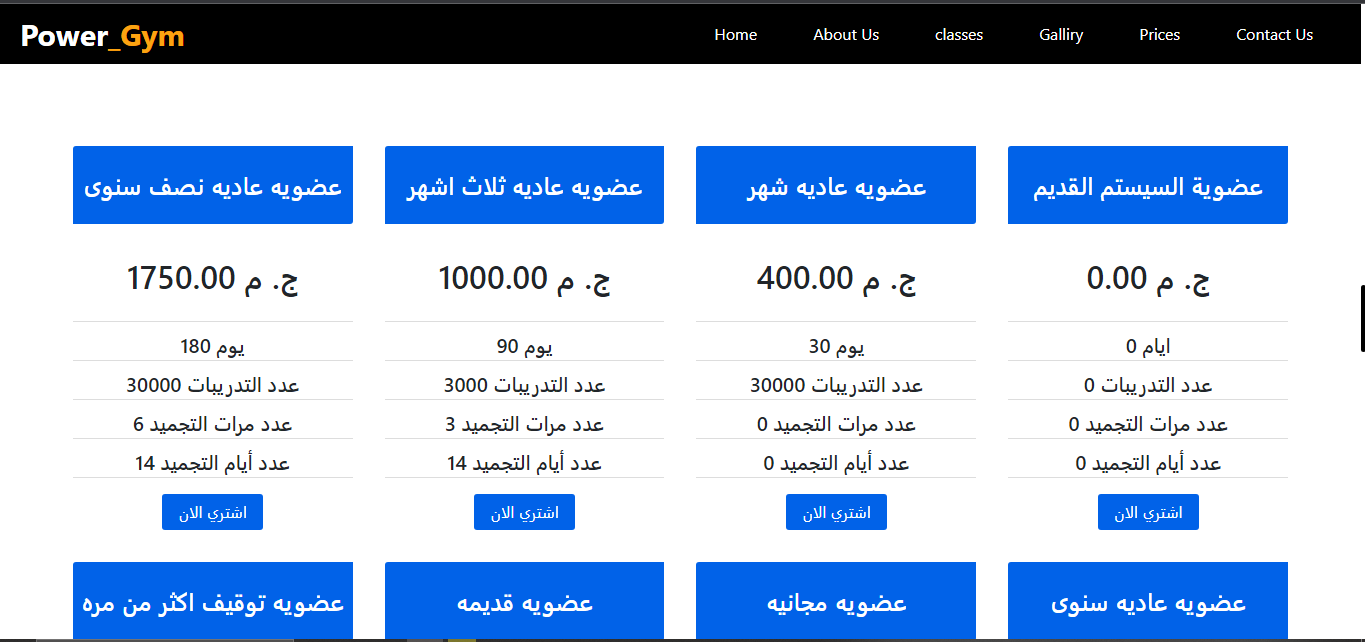 Power_Gym
Home
About Us
classes
Galliry
Prices
Contact Us
عضوية السيستم القديم
ج. م 0.00
ايام 0
عدد التدريبات 0
عدد مرات التجميد 0
عدد أيام التجميد 0
اشتري الان
عضويه عاديه شهر
ج. م 400.00
يوم 30
عدد التدريبات 30000
عدد مرات التجميد 0
عدد أيام التجميد 0
اشتري الان
عضويه عاديه ثلاث اشهر
ج. م 1000.00
يوم 90
عدد التدريبات 3000
عدد مرات التجميد 3
عدد أيام التجميد 14
اشتري الان
عضويه عاديه نصف سنوى
ج. م 1750.00
يوم 180
عدد التدريبات 30000
عدد مرات التجميد 6
عدد أيام التجميد 14
اشتري الان
عضويه عاديه سنوى
عضويه مجانيه
عضويه قديمه
عضويه توقيف اكثر من مره